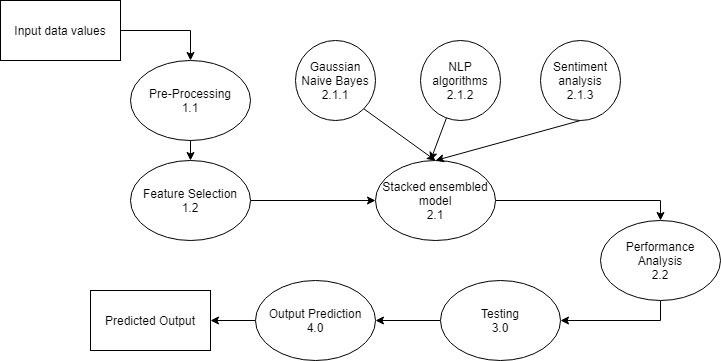 Input data values
Pre-Processing
1.1
Feature Selection
1.2
Gaussian
Naive Bayes
2.1.1
NLP
algorithms
2.1.2
Sentiment
analysis
2.1.3
Stacked ensembled
model
2.1
Performance
Analysis
2.2
Testing
3.0
Output Prediction
4.0
Predicted Output